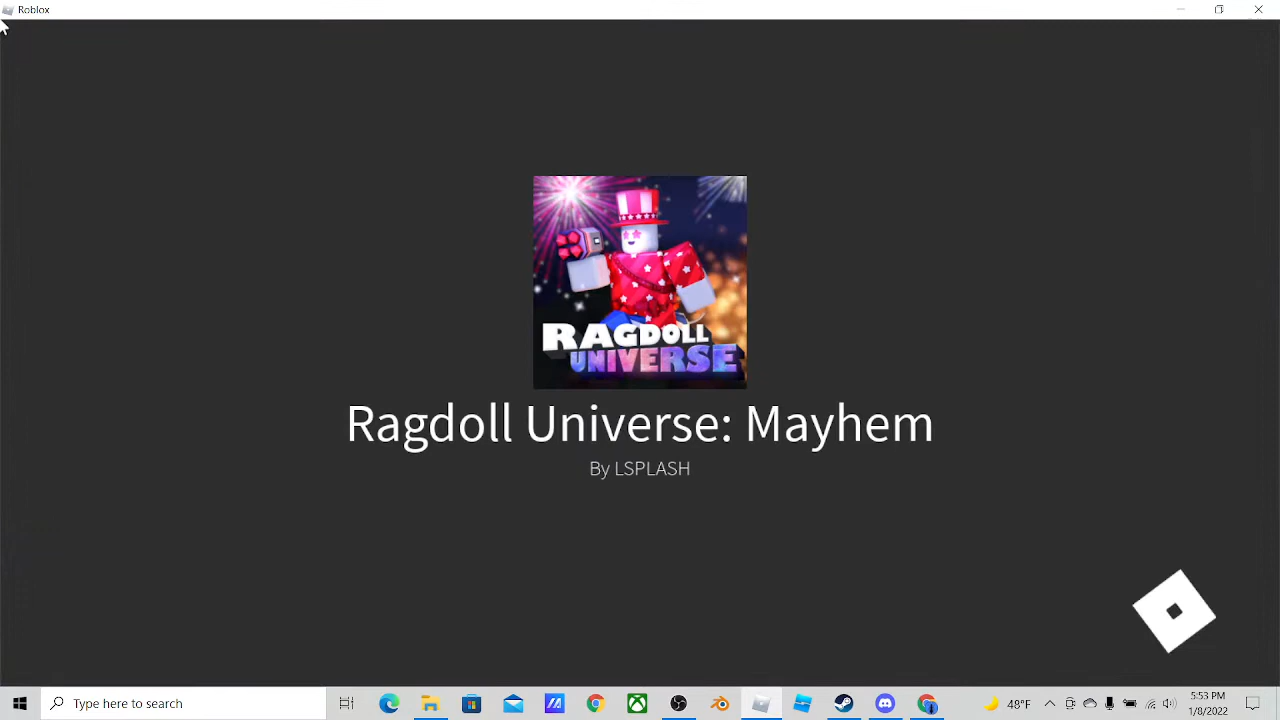 Roblox
RAGDOLL
UNIVERSE
Ragdoll Universe: Mayhem
By LSPLASH
Type here to search
48°F
5:53 PM
1/8/2022